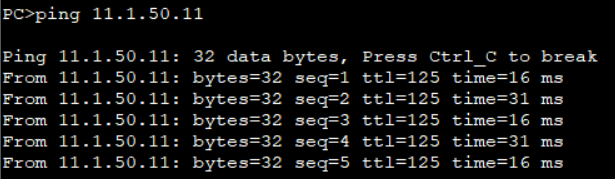 PC>ping 11.1.50.11
Ping 11.1.50.11: 32 data bytes, Press Ctrl_C to break
From 11.1.50.11: bytes=32 seq=1 ttl=125 time=16 ms
From 11.1.50.11: bytes=32 seq=2 ttl=125 time=31 ms
From 11.1.50.11: bytes=32 seq=3 ttl=125 time=16 ms
From 11.1.50.11: bytes=32 seq=4 ttl=125 time=31 ms
From 11.1.50.11: bytes=32 seq=5 ttl=125 time=16 ms